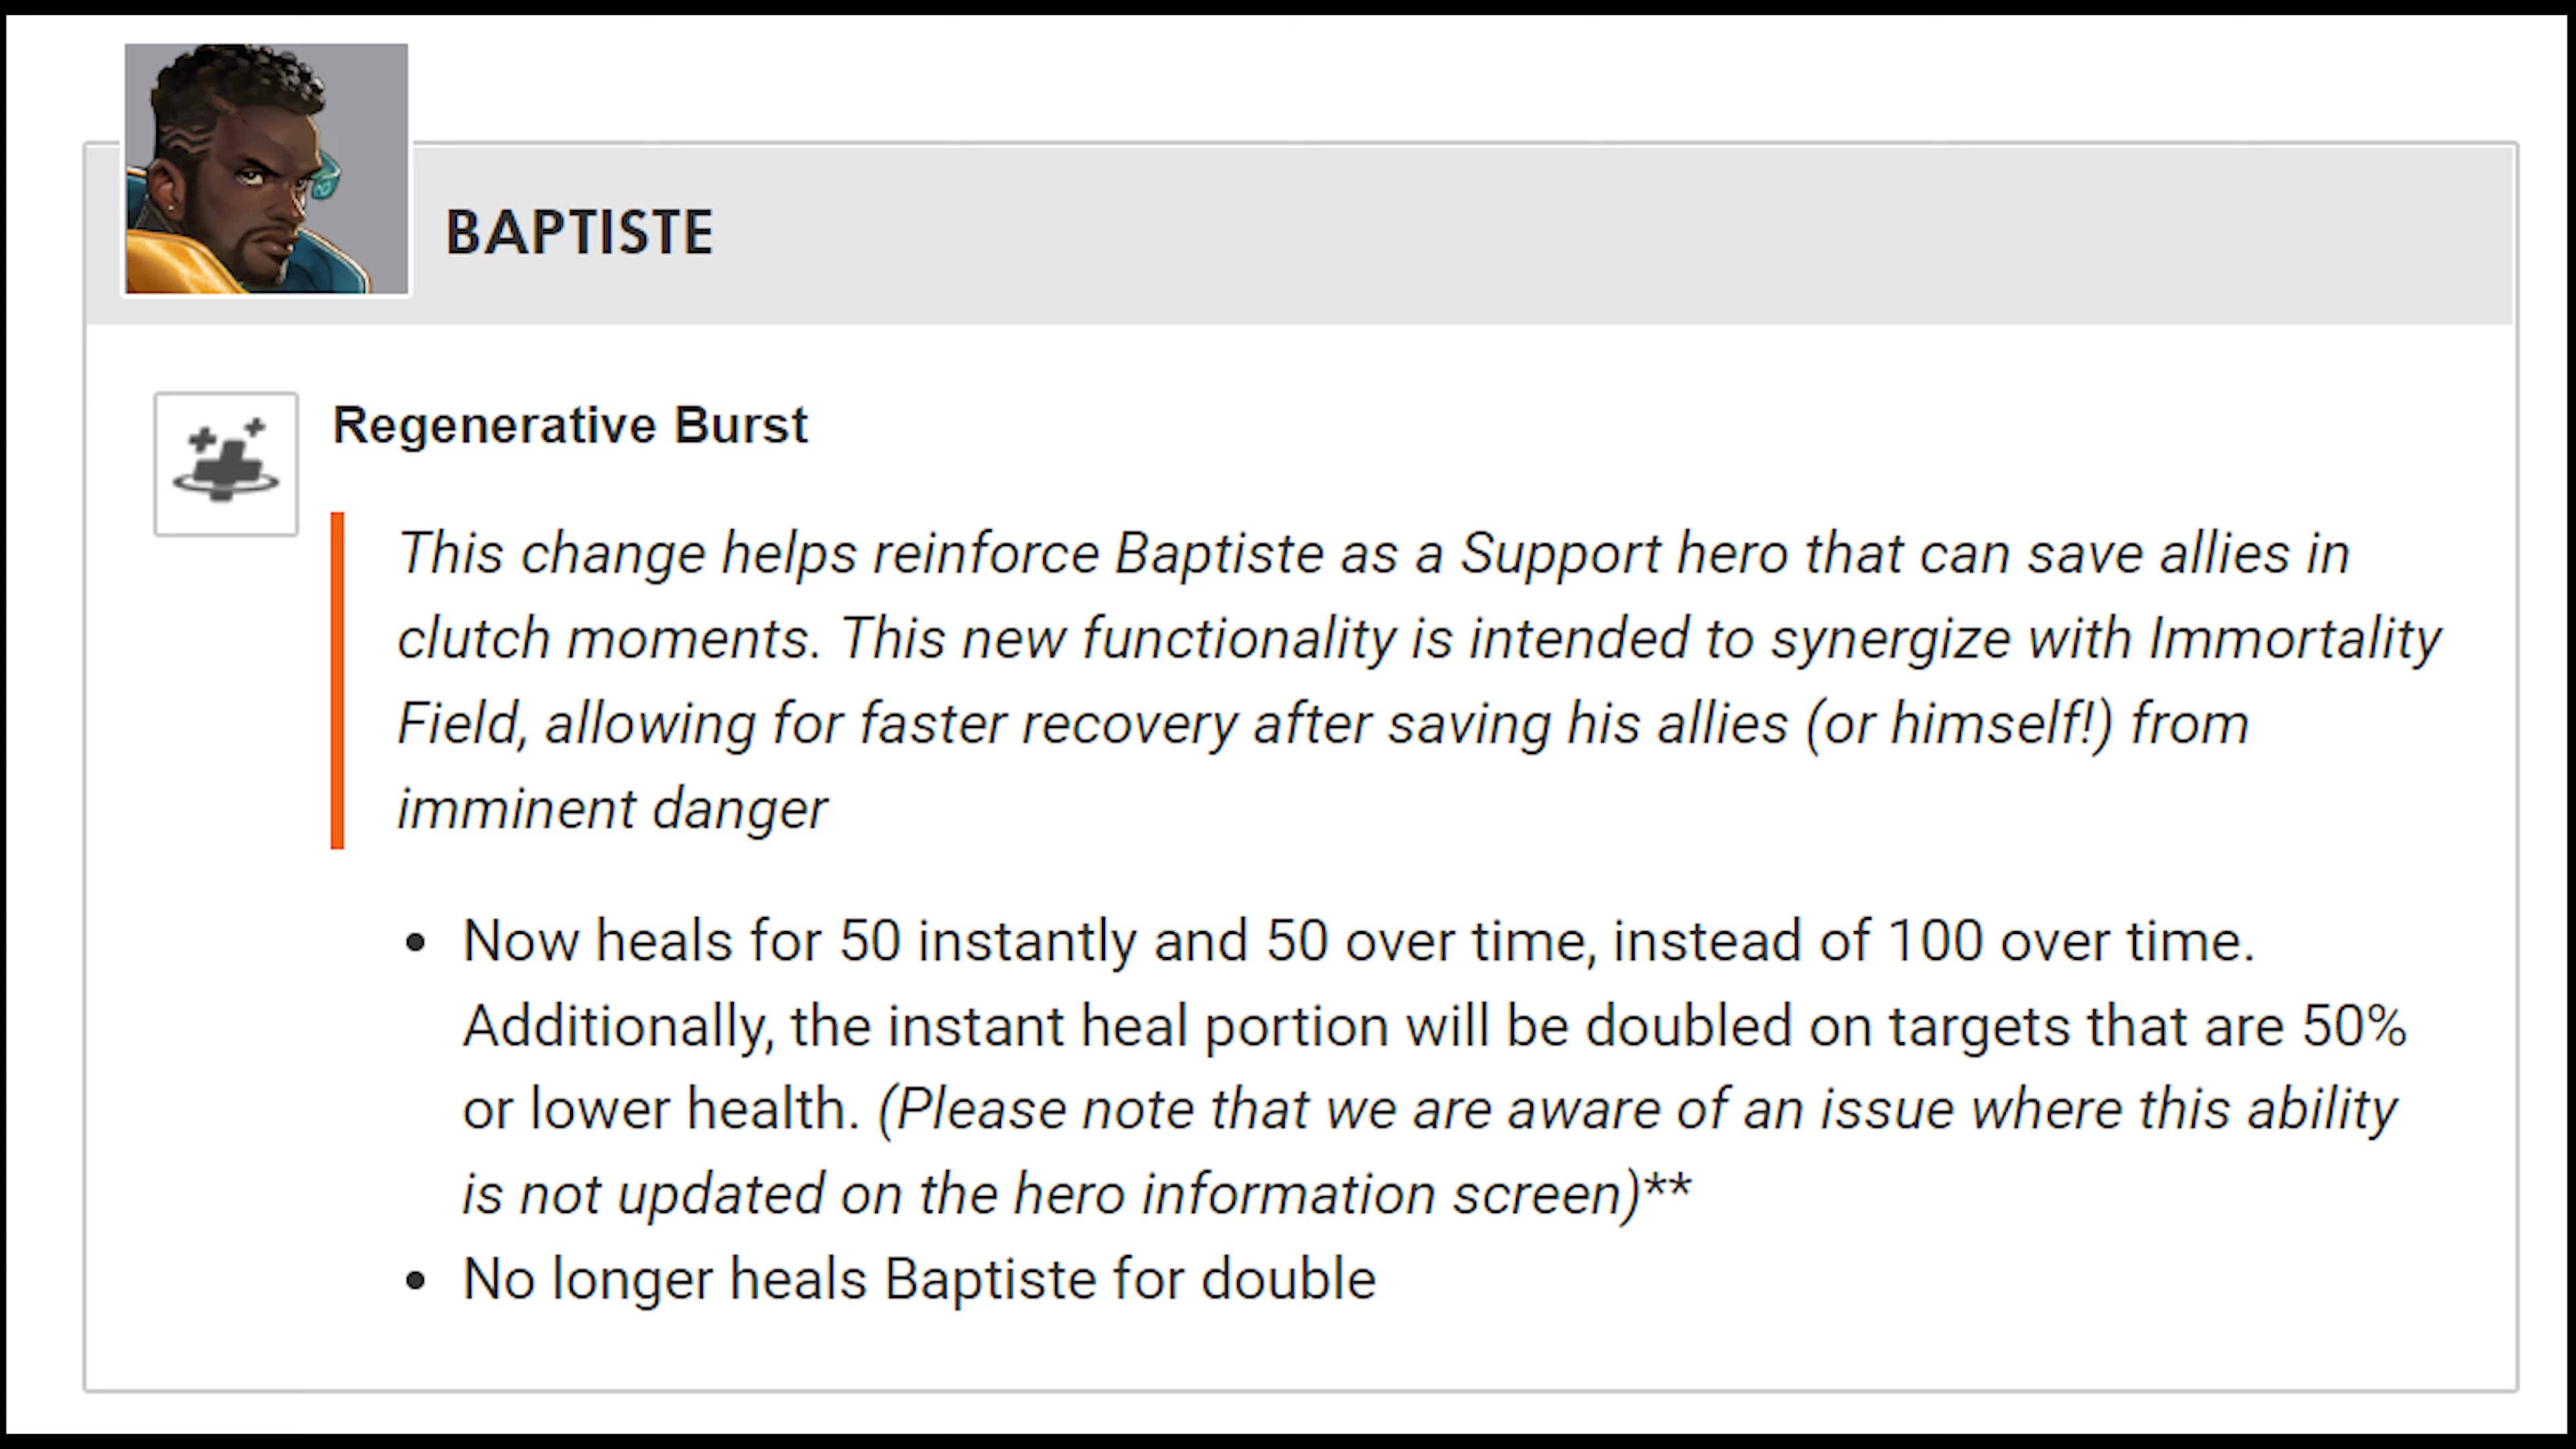 BAPTISTE
Regenerative Burst
This change helps reinforce Baptiste as a Support hero that can save allies in
clutch moments. This new functionality is intended to synergize with Immortality
Field, allowing for faster recovery after saving his allies (or himself!) from
imminent danger
• Now heals for 50 instantly and 50 over time, instead of 100 over time.
Additionally, the instant heal portion will be doubled on targets that are 50%
or lower health. (Please note that we are aware of an issue where this ability
is not updated on the hero information screen)**
• No longer heals Baptiste for double